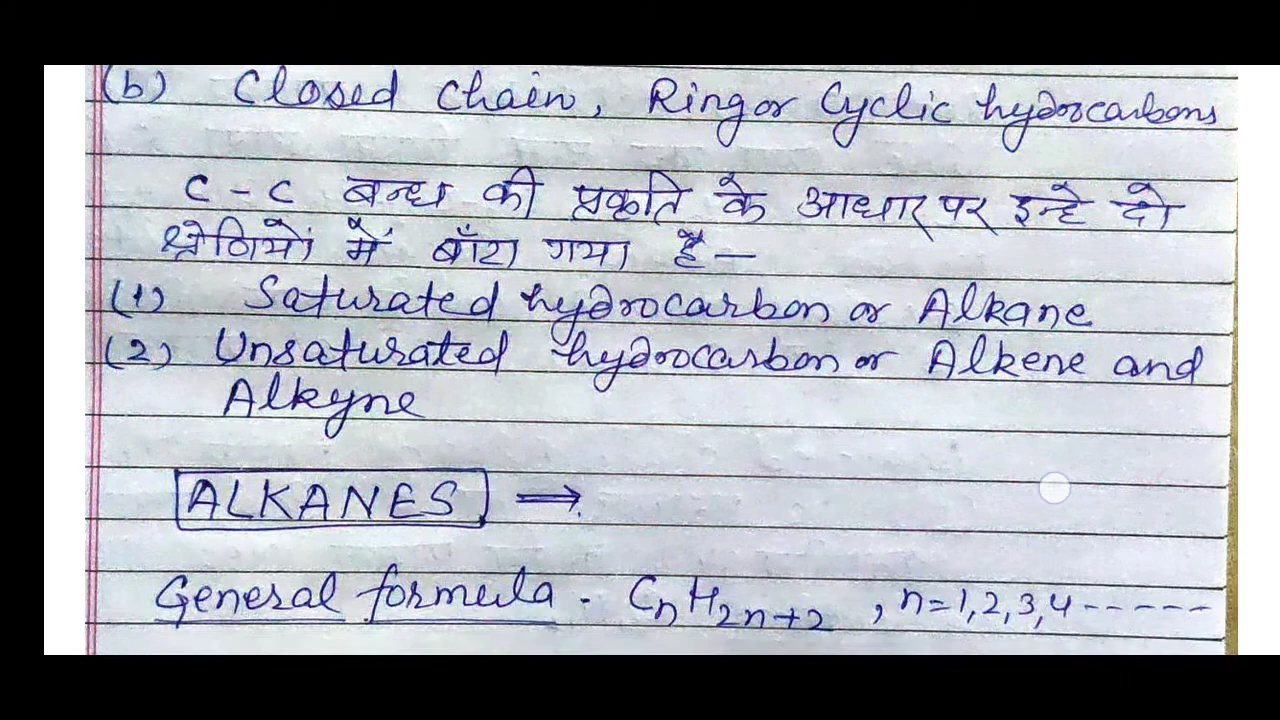 (b) Closed Chain, Ring or Cyclic hydrocarbons
C - C बन्ध की प्रकृति के आधार पर इन्हे दो
श्रेणियों में बाँटा गया है —
(1) Saturated hydrocarbon or Alkane
(2) Unsaturated hydrocarbon or Alkene and
Alkyne
ALKANES ⇒
General formula - CₙH₂ₙ₊₂ , n=1,2,3,4-----